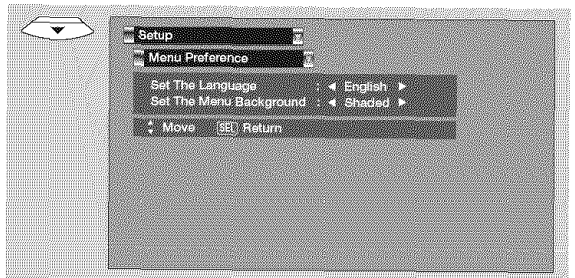 Setup
Menu Preference
Set The Language : ◄ English ►
Set The Menu Background : ◄ Shaded ►
Move SEL Return